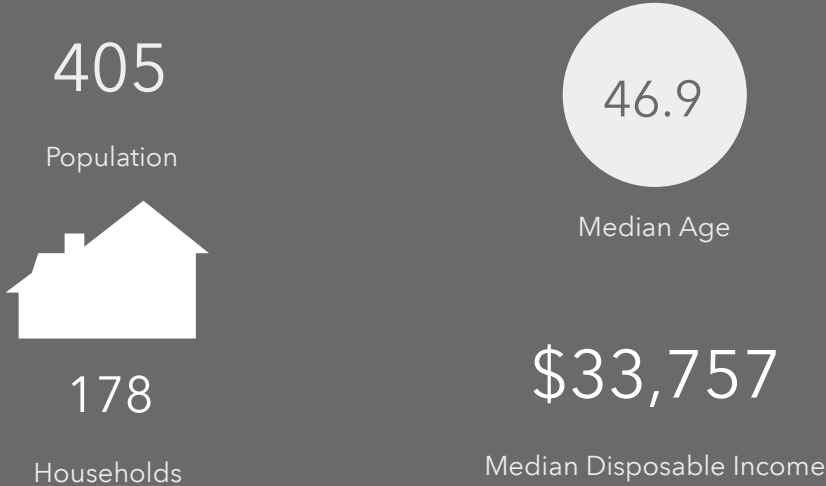 405
Population
178
Households
46.9
Median Age
$33,757
Median Disposable Income